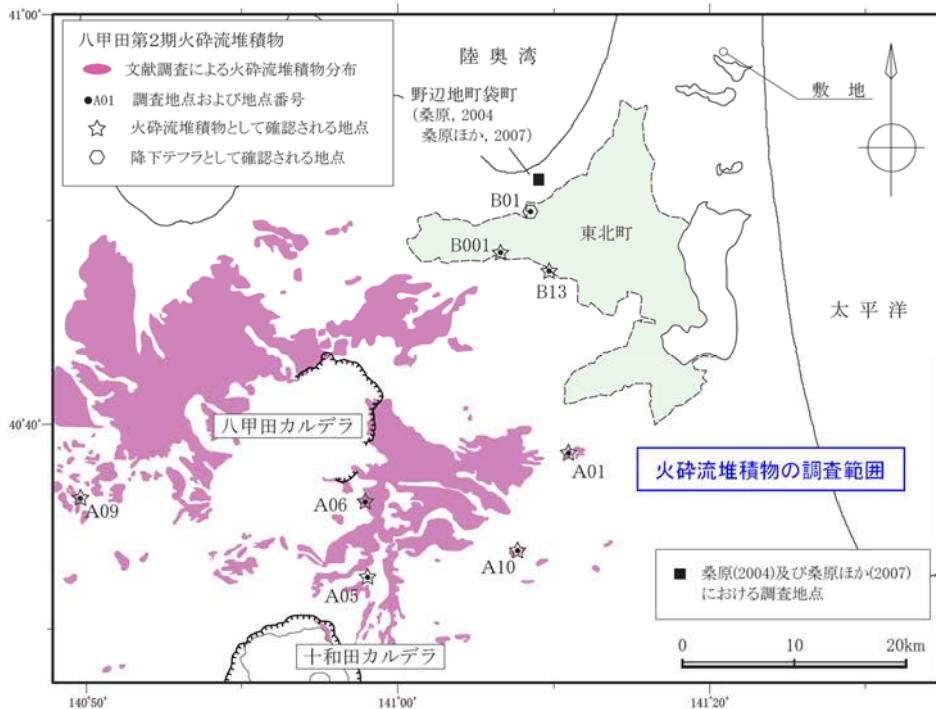 41°00'
八甲田第2期火砕流堆積物
文献調査による火砕流堆積物分布
A01 調査地点および地点番号
火砕流堆積物として確認される地点
降下テフラとして確認される地点
陸奥湾
野辺地町袋町
(桑原, 2004
桑原ほか, 2007)
敷地
B01
東北町
B001
B13
太平洋
40°40'
八甲田カルデラ
A01
火砕流堆積物の調査範囲
A09
A06
A10
A05
桑原(2004)及び桑原ほか(2007)
における調査地点
十和田カルデラ
0 10 20km
140°50' 141°00' 141°20'